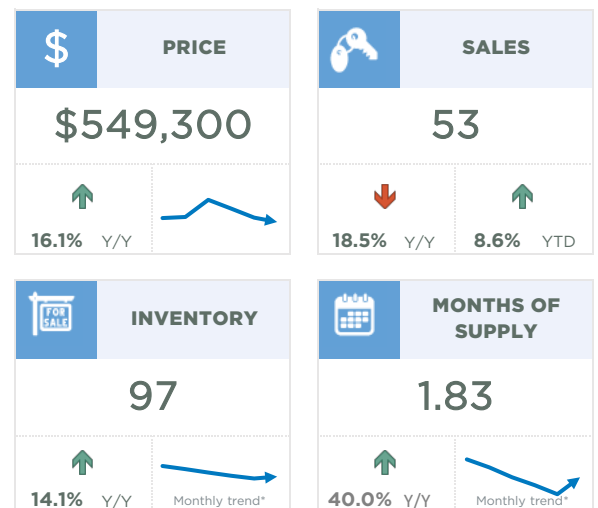 $
PRICE
$549,300
16.1% Y/Y
SALES
53
18.5% Y/Y
8.6% YTD
FOR
SALE
INVENTORY
97
14.1% Y/Y
Monthly trend*
MONTHS OF
SUPPLY
1.83
40.0% Y/Y
Monthly trend*